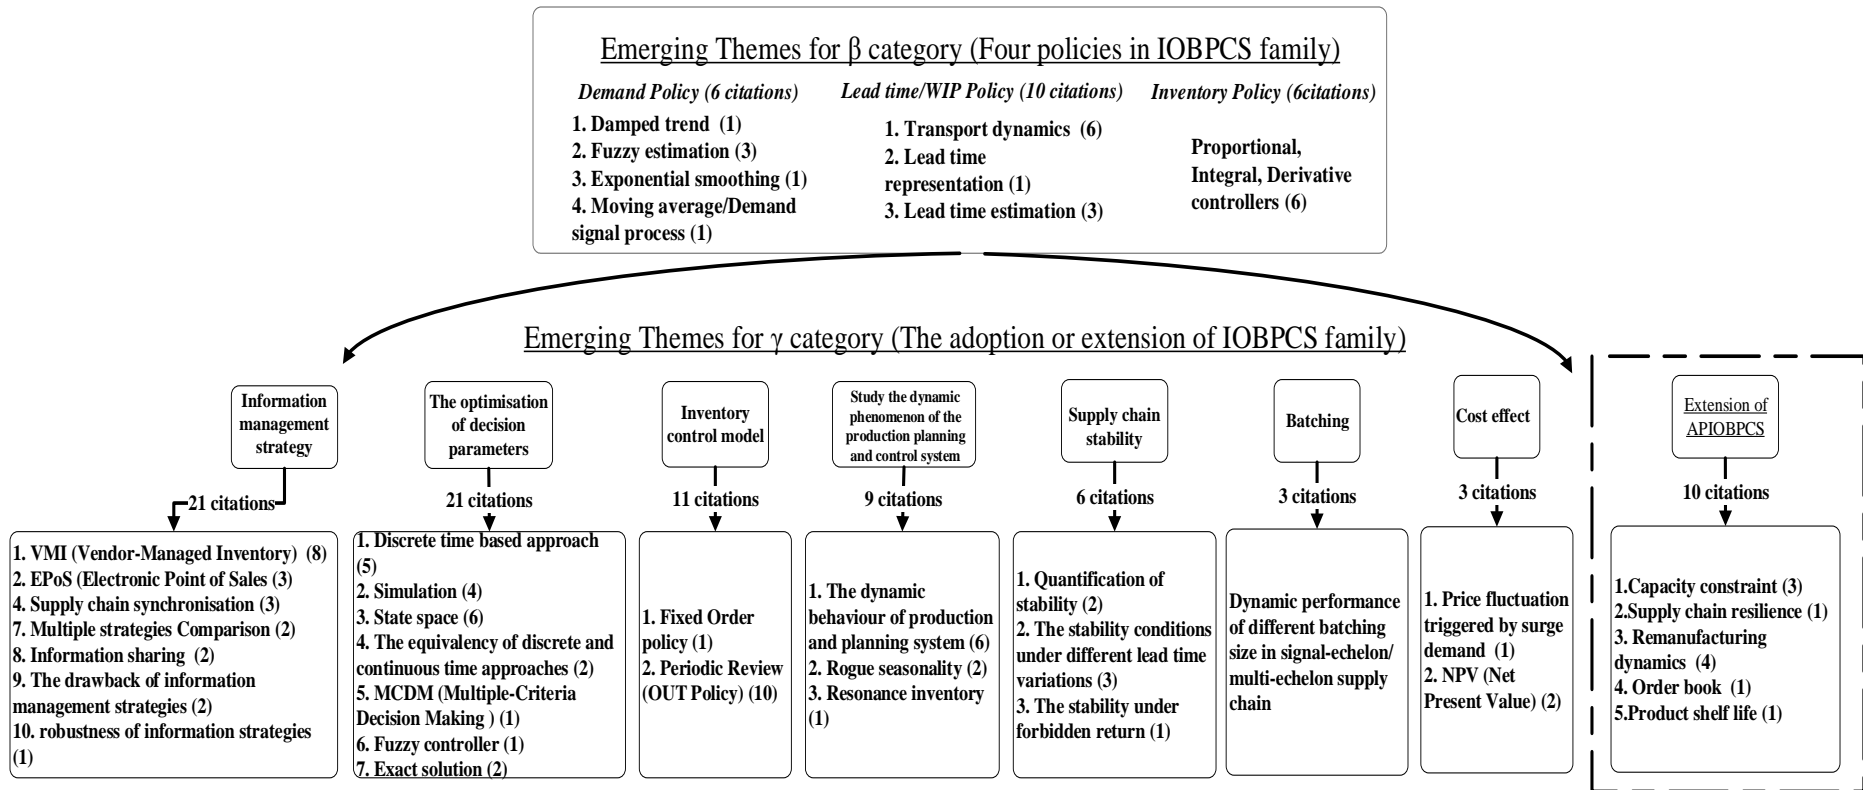 Emerging Themes for β category (Four policies in IOBPCS family)
Demand Policy (6 citations)
1. Damped trend (1)
2. Fuzzy estimation (3)
3. Exponential smoothing (1)
4. Moving average/Demand
signal process (1)
Lead time/WIP Policy (10 citations)
1. Transport dynamics (6)
2. Lead time
representation (1)
3. Lead time estimation (3)
Inventory Policy (6citations)
Proportional,
Integral, Derivative
controllers (6)
Emerging Themes for γ category (The adoption or extension of IOBPCS family)
Information
management
strategy
21 citations
1. VMI (Vendor-Managed Inventory) (8)
2. EPoS (Electronic Point of Sales (3)
4. Supply chain synchronisation (3)
7. Multiple strategies Comparison (2)
8. Information sharing (2)
9. The drawback of information
management strategies (2)
10. robustness of information strategies
(1)
The optimisation
of decision
parameters
21 citations
1. Discrete time based approach
(5)
2. Simulation (4)
3. State space (6)
4. The equivalency of discrete and
continuous time approaches (2)
5. MCDM (Multiple-Criteria
Decision Making ) (1)
6. Fuzzy controller (1)
7. Exact solution (2)
Inventory
control model
11 citations
1. Fixed Order
policy (1)
2. Periodic Review
(OUT Policy) (10)
Study the dynamic
phenomenon of the
production planning
and control system
9 citations
1. The dynamic
behaviour of production
and planning system (6)
2. Rogue seasonality (2)
3. Resonance inventory
(1)
Supply chain
stability
6 citations
1. Quantification of
stability (2)
2. The stability conditions
under different lead time
variations (3)
3. The stability under
forbidden return (1)
Batching
3 citations
Dynamic performance
of different batching
size in signal-echelon/
multi-echelon supply
chain
Cost effect
3 citations
1. Price fluctuation
triggered by surge
demand (1)
2. NPV (Net
Present Value) (2)
Extension of
APIOBPCS
10 citations
1.Capacity constraint (3)
2.Supply chain resilience (1)
3. Remanufacturing
dynamics (4)
4. Order book (1)
5.Product shelf life (1)